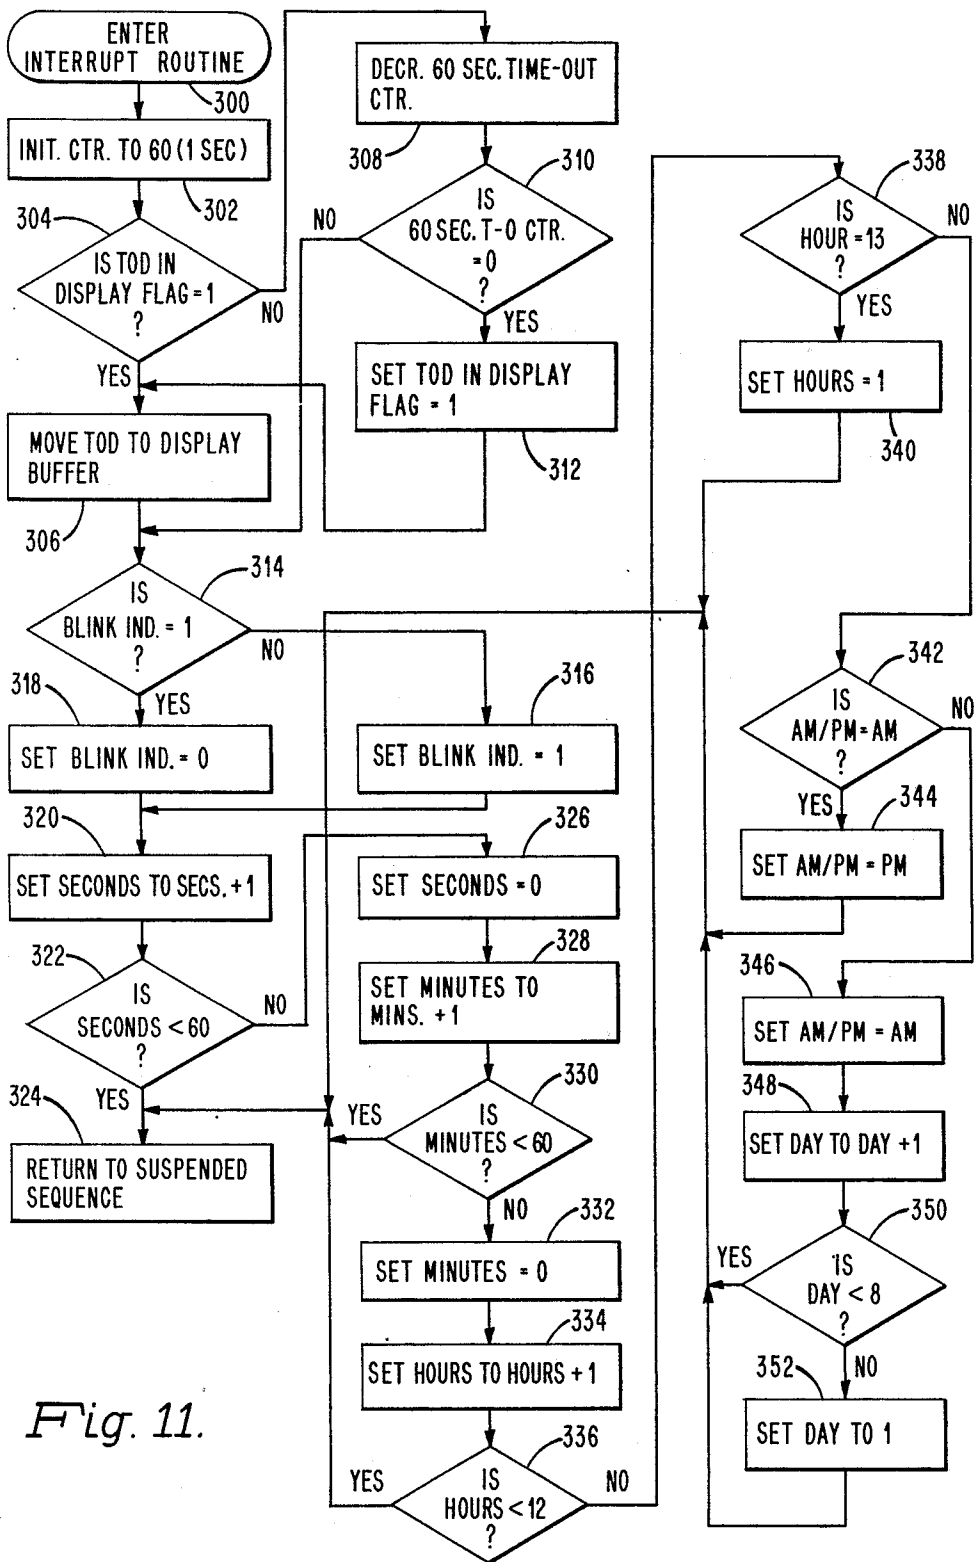 ENTER
INTERRUPT ROUTINE
300
INIT. CTR. TO 60 (1 SEC)
302
304
IS TOD IN
DISPLAY FLAG = 1
?
NO
YES
MOVE TOD TO DISPLAY
BUFFER
306
DECR. 60 SEC. TIME-OUT
CTR.
308
310
IS
60 SEC. T-O CTR.
= 0
?
NO
YES
SET TOD IN DISPLAY
FLAG = 1
312
314
IS
BLINK IND. = 1
?
NO
YES
318
SET BLINK IND. = 0
316
SET BLINK IND. = 1
320
SET SECONDS TO SECS. +1
322
IS
SECONDS < 60
?
NO
YES
324
RETURN TO SUSPENDED
SEQUENCE
326
SET SECONDS = 0
328
SET MINUTES TO
MINS. +1
330
IS
MINUTES < 60
?
YES
NO
332
SET MINUTES = 0
334
SET HOURS TO HOURS +1
336
IS
HOURS < 12
?
YES
NO
338
IS
HOUR = 13
?
NO
YES
SET HOURS = 1
340
342
IS
AM/PM = AM
?
NO
YES
344
SET AM/PM = PM
346
SET AM/PM = AM
348
SET DAY TO DAY +1
350
IS
DAY < 8
?
YES
NO
352
SET DAY TO 1
Fig. 11.